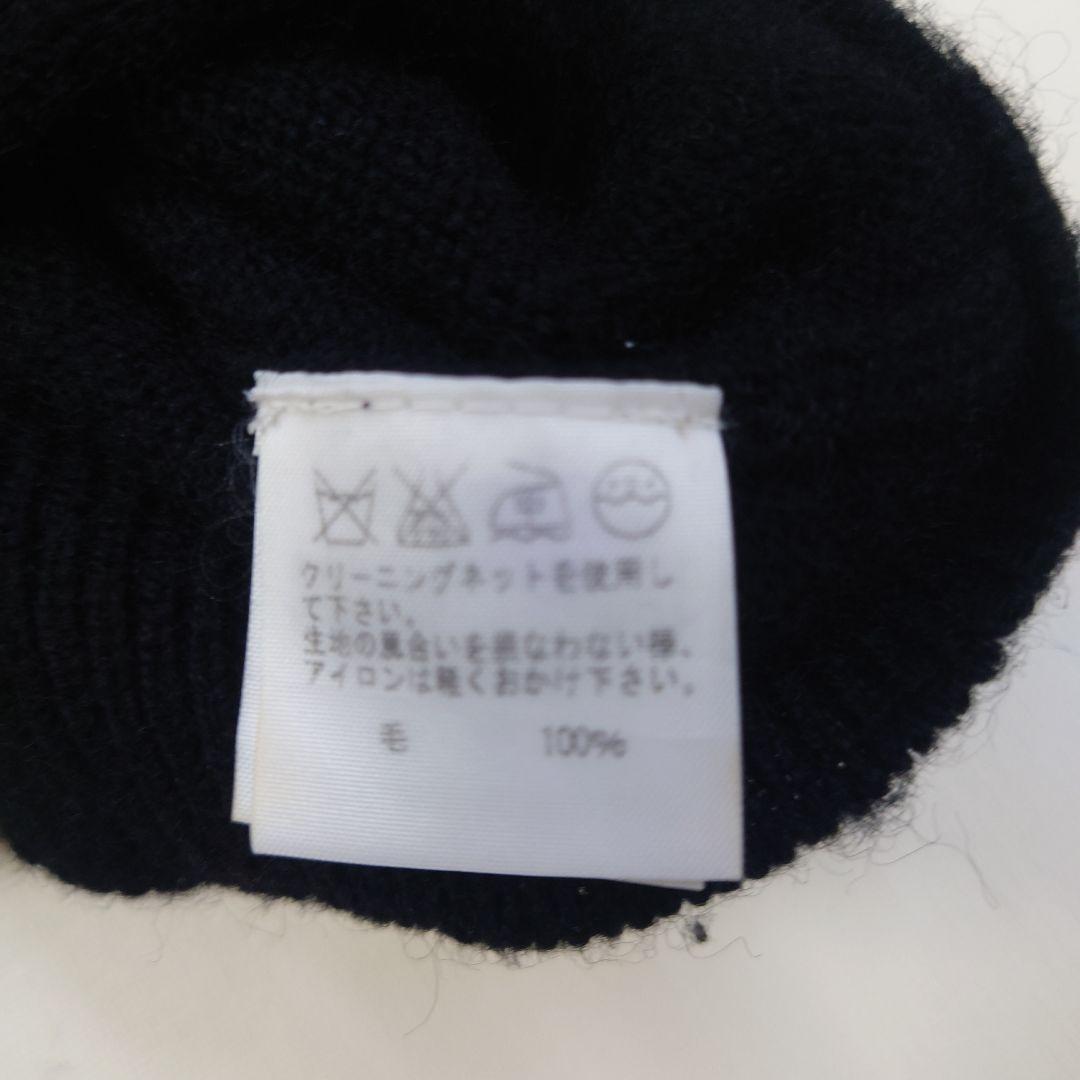 クリーニングネットを使用し
て下さい。
生地の風合いを損なわない様、
アイロンは軽くおかけ下さい。
毛 100%